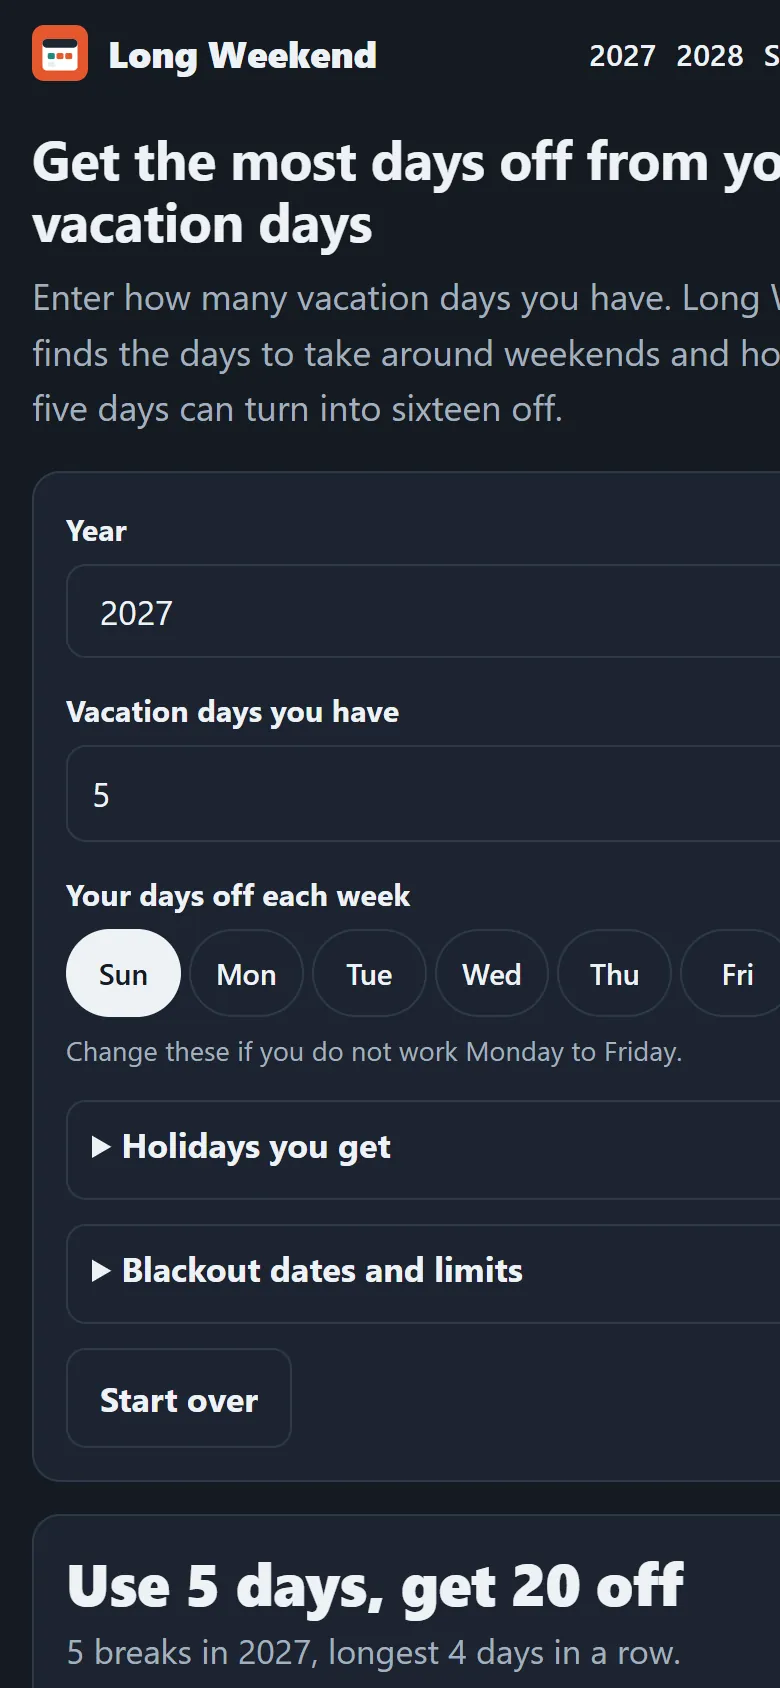 Long Weekend
2027 2028 S
Get the most days off from yo
vacation days
Enter how many vacation days you have. Long W
finds the days to take around weekends and ho
five days can turn into sixteen off.
Year
2027
Vacation days you have
5
Your days off each week
Sun Mon Tue Wed Thu Fri
Change these if you do not work Monday to Friday.
Holidays you get
Blackout dates and limits
Start over
Use 5 days, get 20 off
5 breaks in 2027, longest 4 days in a row.